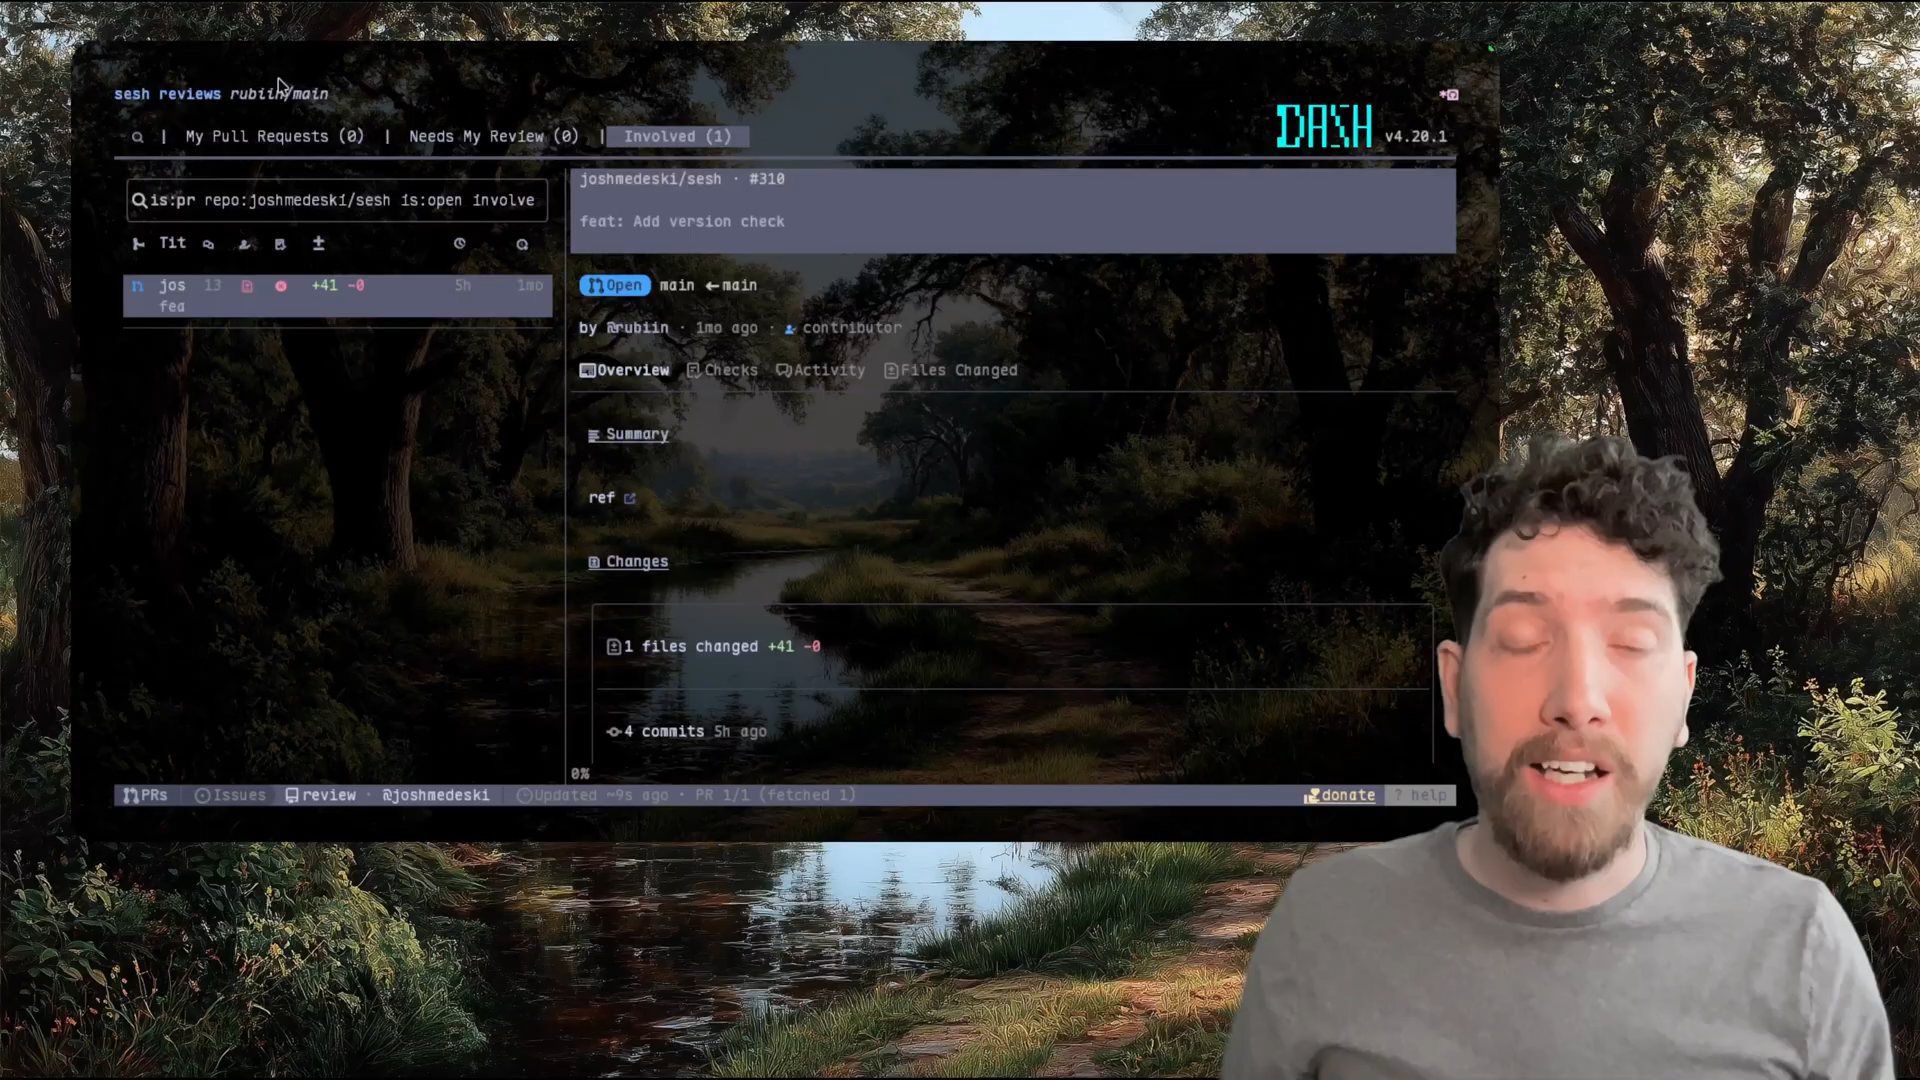 sesh reviews rubiin/main
My Pull Requests (0) | Needs My Review (0) | Involved (1)
DASH v4.20.1
is:pr repo:joshmedeski/sesh is:open involve
Tit
jos 13 +41 -0 5h 1mo
fea
joshmedeski/sesh · #310
feat: Add version check
Open main ←main
by @rubiin · 1mo ago · contributor
Overview Checks Activity Files Changed
Summary
ref
Changes
1 files changed +41 -0
4 commits 5h ago
0%
PRs Issues review · @joshmedeski Updated ~9s ago · PR 1/1 (fetched 1) donate ? help